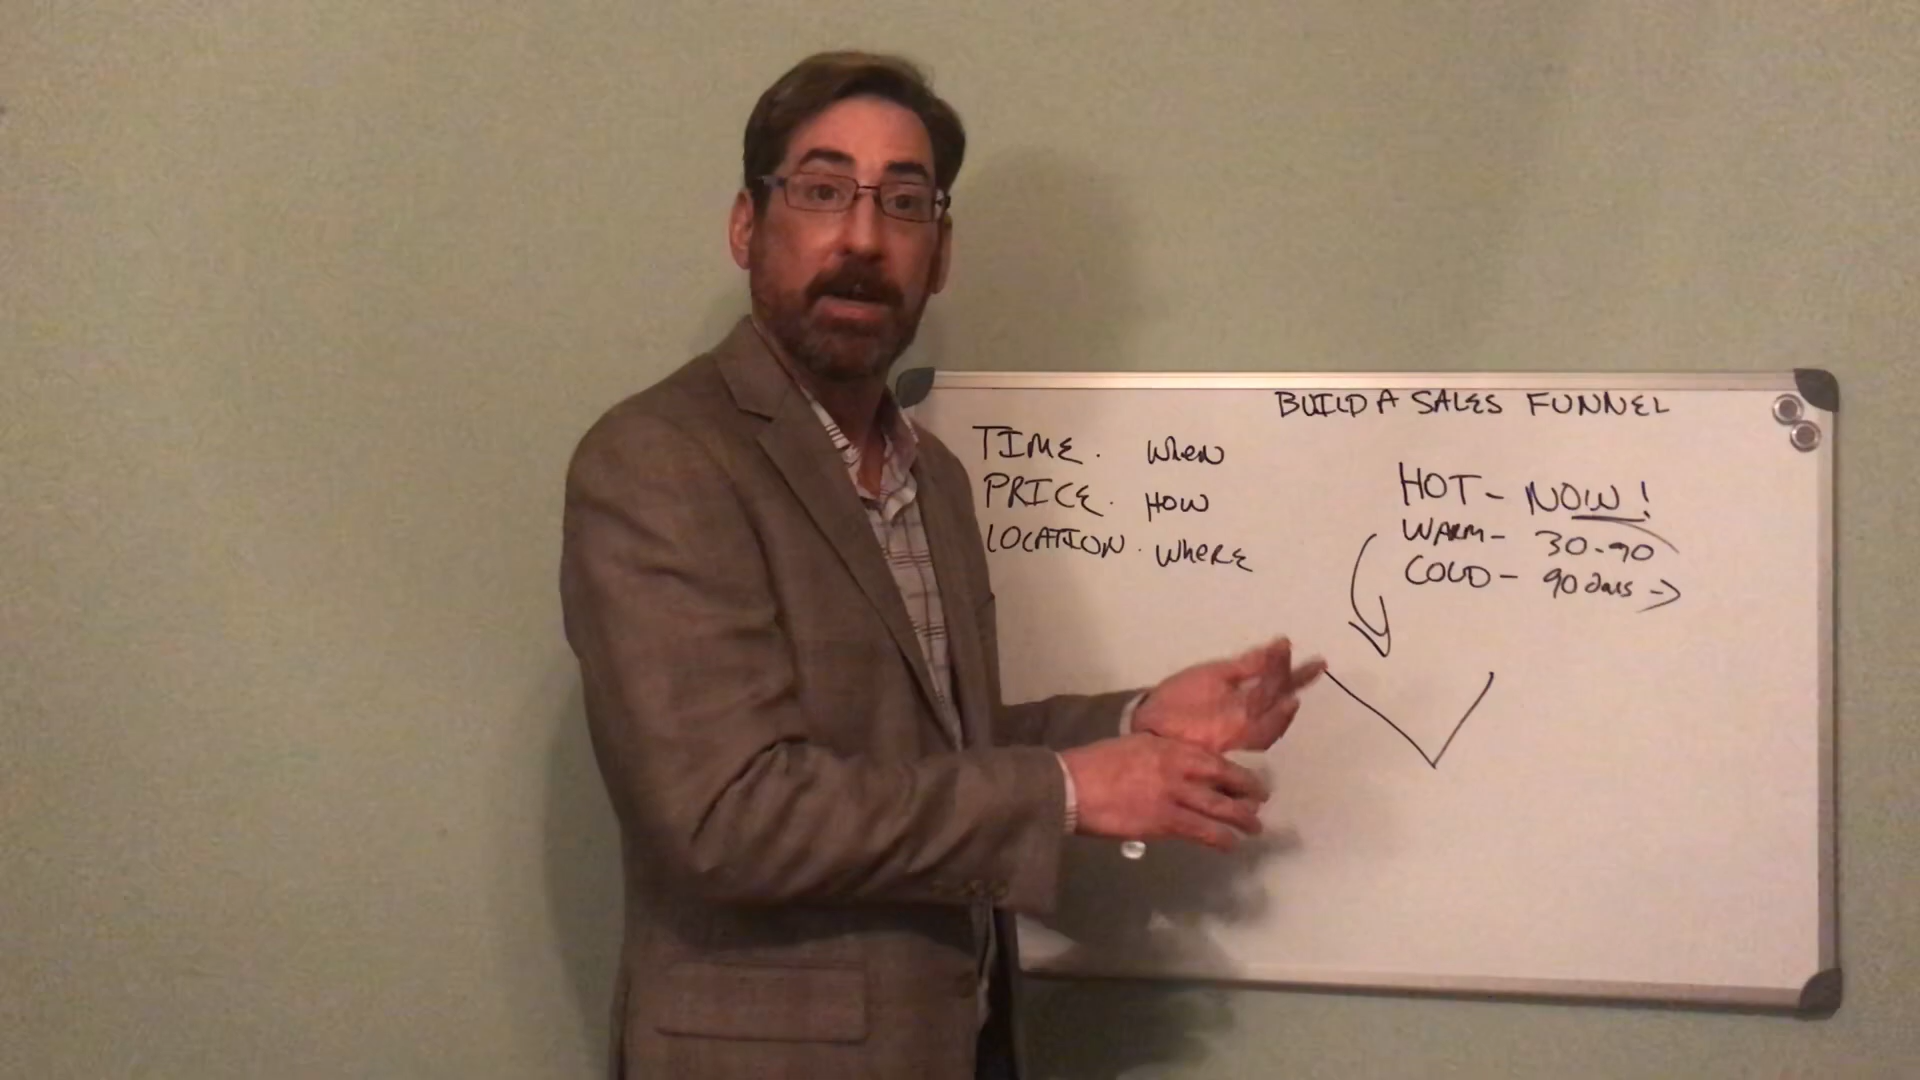 BUILD A SALES FUNNEL
TIME. when
PRICE. HOW
LOCATION. WHERE
HOT - NOW!
WARM - 30-90
COLD - 90 days ->